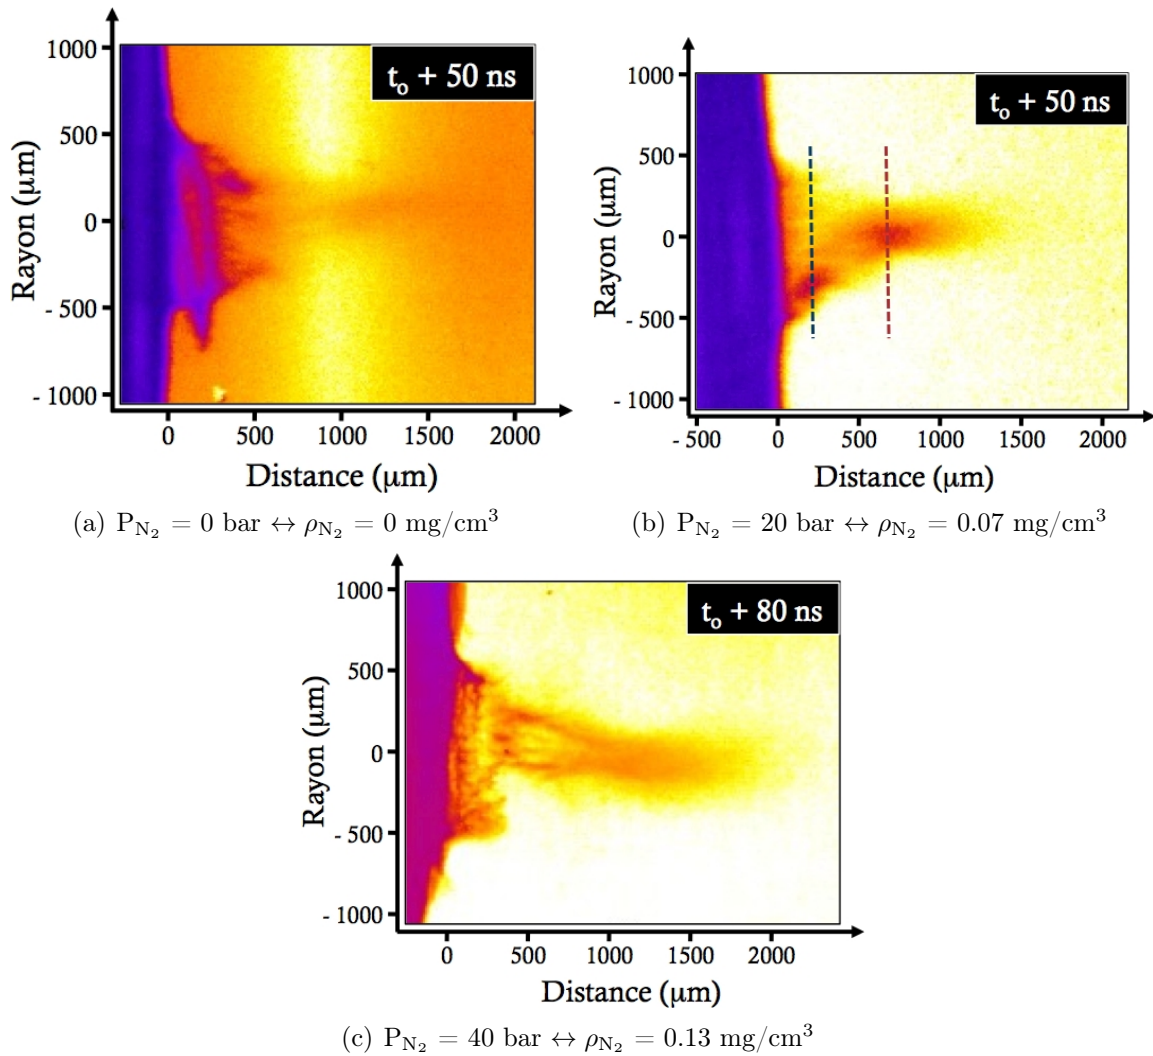 t₀ + 50 ns
1000
500
0
- 500
- 1000
Rayon (µm)
0 500 1000 1500 2000
Distance (µm)
(a) P_N₂ = 0 bar ↔ ρ_N₂ = 0 mg/cm³
t₀ + 50 ns
1000
500
0
- 500
- 1000
Rayon (µm)
- 500 0 500 1000 1500 2000
Distance (µm)
(b) P_N₂ = 20 bar ↔ ρ_N₂ = 0.07 mg/cm³
t₀ + 80 ns
1000
500
0
- 500
- 1000
Rayon (µm)
0 500 1000 1500 2000
Distance (µm)
(c) P_N₂ = 40 bar ↔ ρ_N₂ = 0.13 mg/cm³